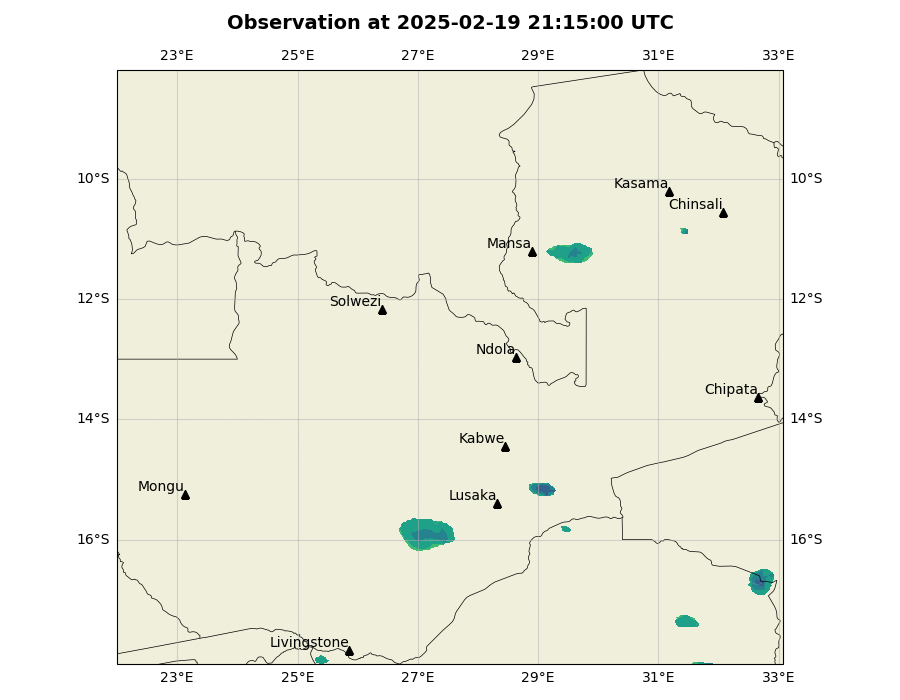 Observation at 2025-02-19 21:15:00 UTC
23°E 25°E 27°E 29°E 31°E 33°E
10°S 10°S
Kasama
Chinsali
Mansa
12°S 12°S
Solwezi
Ndola
Chipata
14°S 14°S
Kabwe
Mongu
Lusaka
16°S 16°S
Livingstone
23°E 25°E 27°E 29°E 31°E 33°E